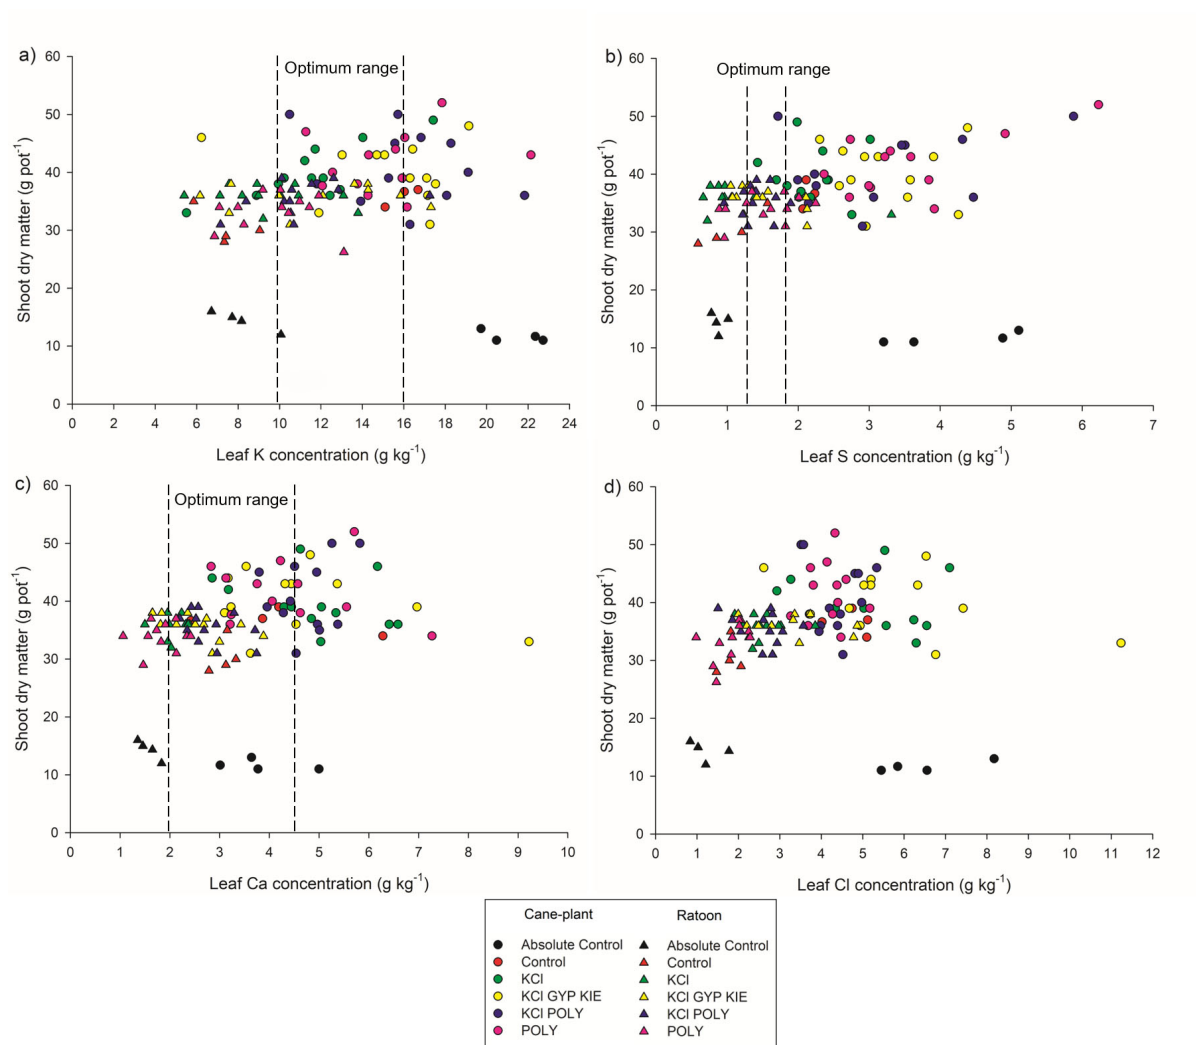 a)
Optimum range
60
50
40
30
20
10
0
Shoot dry matter (g pot-1)
0 2 4 6 8 10 12 14 16 18 20 22 24
Leaf K concentration (g kg-1)
b)
Optimum range
60
50
40
30
20
10
0
Shoot dry matter (g pot-1)
0 1 2 3 4 5 6 7
Leaf S concentration (g kg-1)
c)
Optimum range
60
50
40
30
20
10
0
Shoot dry matter (g pot-1)
0 1 2 3 4 5 6 7 8 9 10
Leaf Ca concentration (g kg-1)
d)
60
50
40
30
20
10
0
Shoot dry matter (g pot-1)
0 1 2 3 4 5 6 7 8 9 10 11 12
Leaf Cl concentration (g kg-1)
Cane-plant Ratoon
Absolute Control Absolute Control
Control Control
KCl KCl
KCl GYP KIE KCl GYP KIE
KCl POLY KCl POLY
POLY POLY